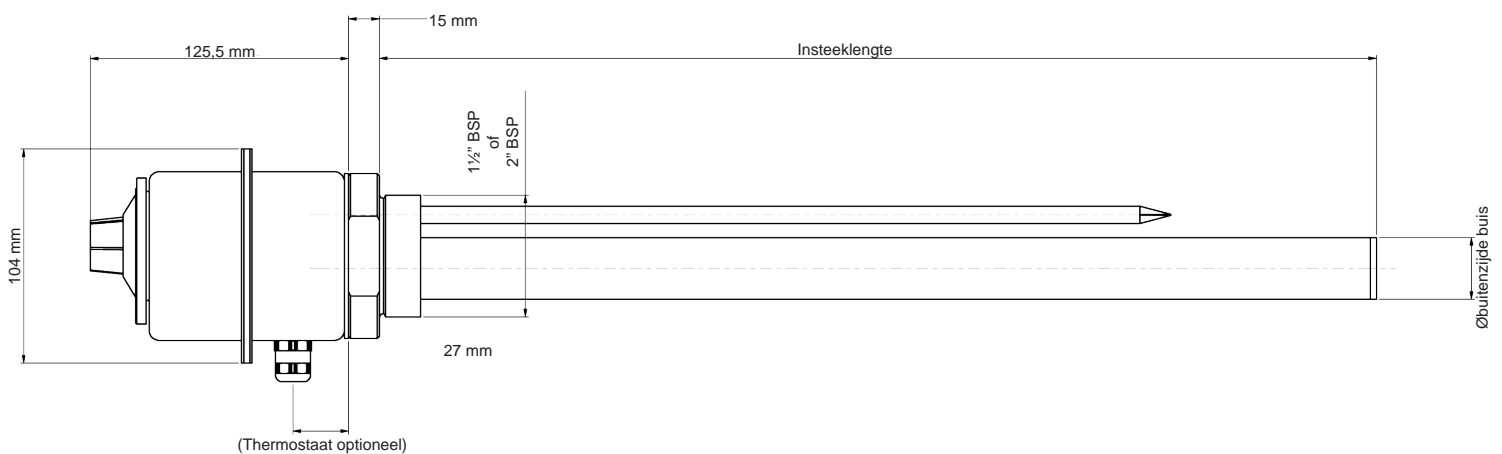 15 mm
125,5 mm
Insteeklengte
1½” BSP
of
2” BSP
104 mm
Øbuitenzijde buis
27 mm
(Thermostaat optioneel)